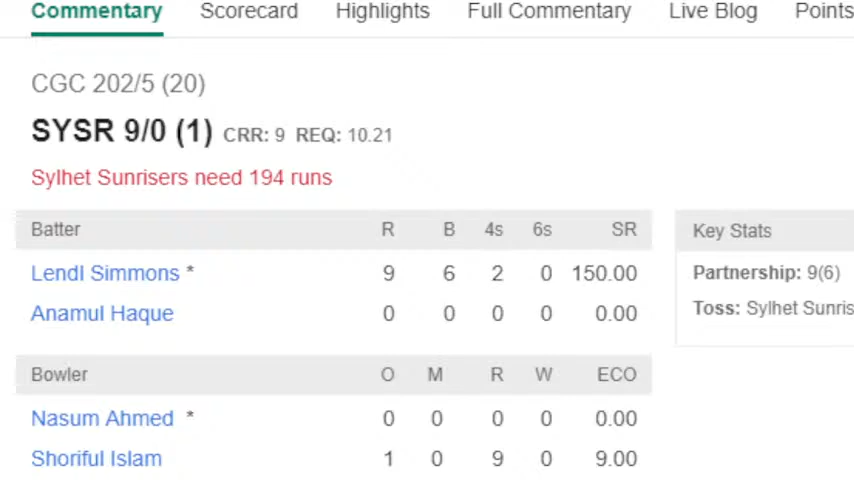 Commentary Scorecard Highlights Full Commentary Live Blog Points
CGC 202/5 (20)
SYSR 9/0 (1) CRR: 9 REQ: 10.21
Sylhet Sunrisers need 194 runs
Batter R B 4s 6s SR
Lendl Simmons * 9 6 2 0 150.00
Anamul Haque 0 0 0 0 0.00
Bowler O M R W ECO
Nasum Ahmed * 0 0 0 0 0.00
Shoriful Islam 1 0 9 0 9.00
Key Stats
Partnership: 9(6)
Toss: Sylhet Sunris